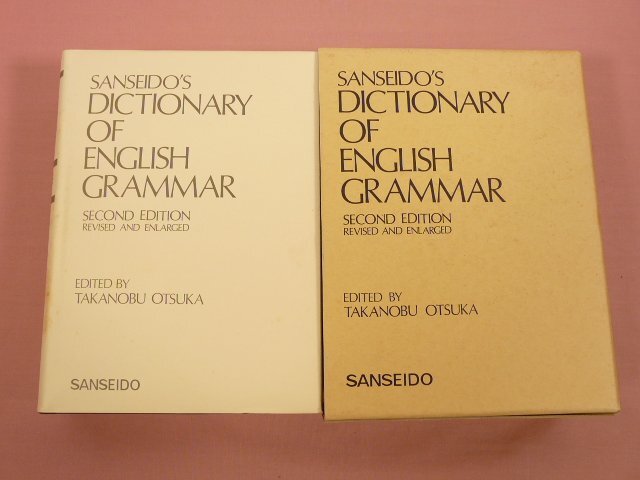 SANSEIDO'S
DICTIONARY
OF
ENGLISH
GRAMMAR
SECOND EDITION
REVISED AND ENLARGED
EDITED BY
TAKANOBU OTSUKA
SANSEIDO
SANSEIDO'S
DICTIONARY
OF
ENGLISH
GRAMMAR
SECOND EDITION
REVISED AND ENLARGED
EDITED BY
TAKANOBU OTSUKA
SANSEIDO